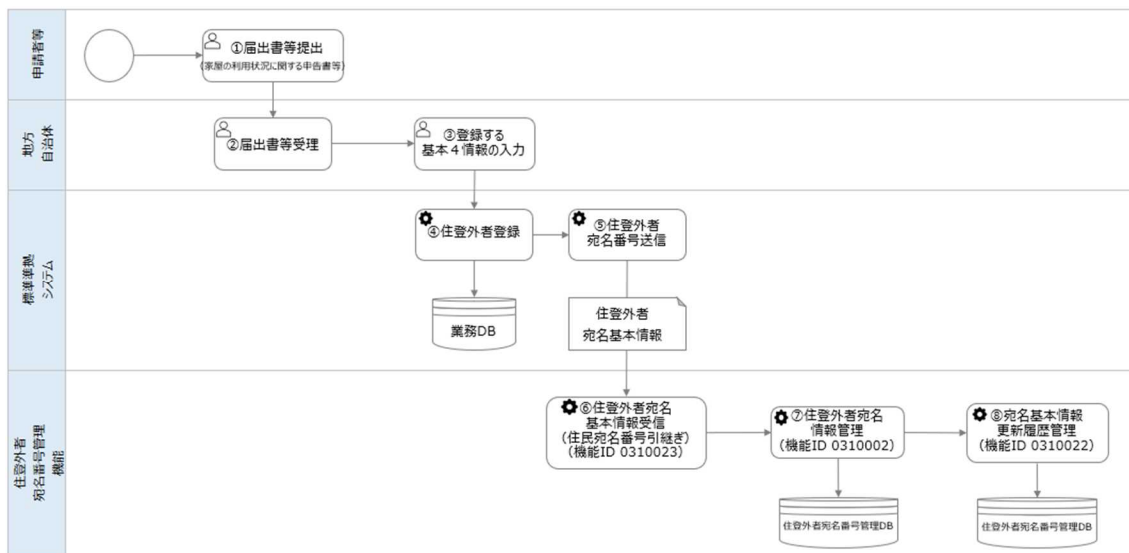 申請者等
①届出書等提出
(家屋の利用状況に関する申告書等)
地方
自治体
②届出書等受理
③登録する
基本４情報の入力
標準準拠
システム
④住登外者登録
⑤住登外者
宛名番号送信
業務DB
住登外者
宛名基本情報
住登外者
宛名番号管理
機能
⑥住登外者宛名
基本情報受信
（住民宛名番号引継ぎ）
（機能ID 0310023）
⑦住登外者宛名
情報管理
（機能ID 0310002）
⑧宛名基本情報
更新履歴管理
（機能ID 0310022）
住登外者宛名番号管理DB
住登外者宛名番号管理DB